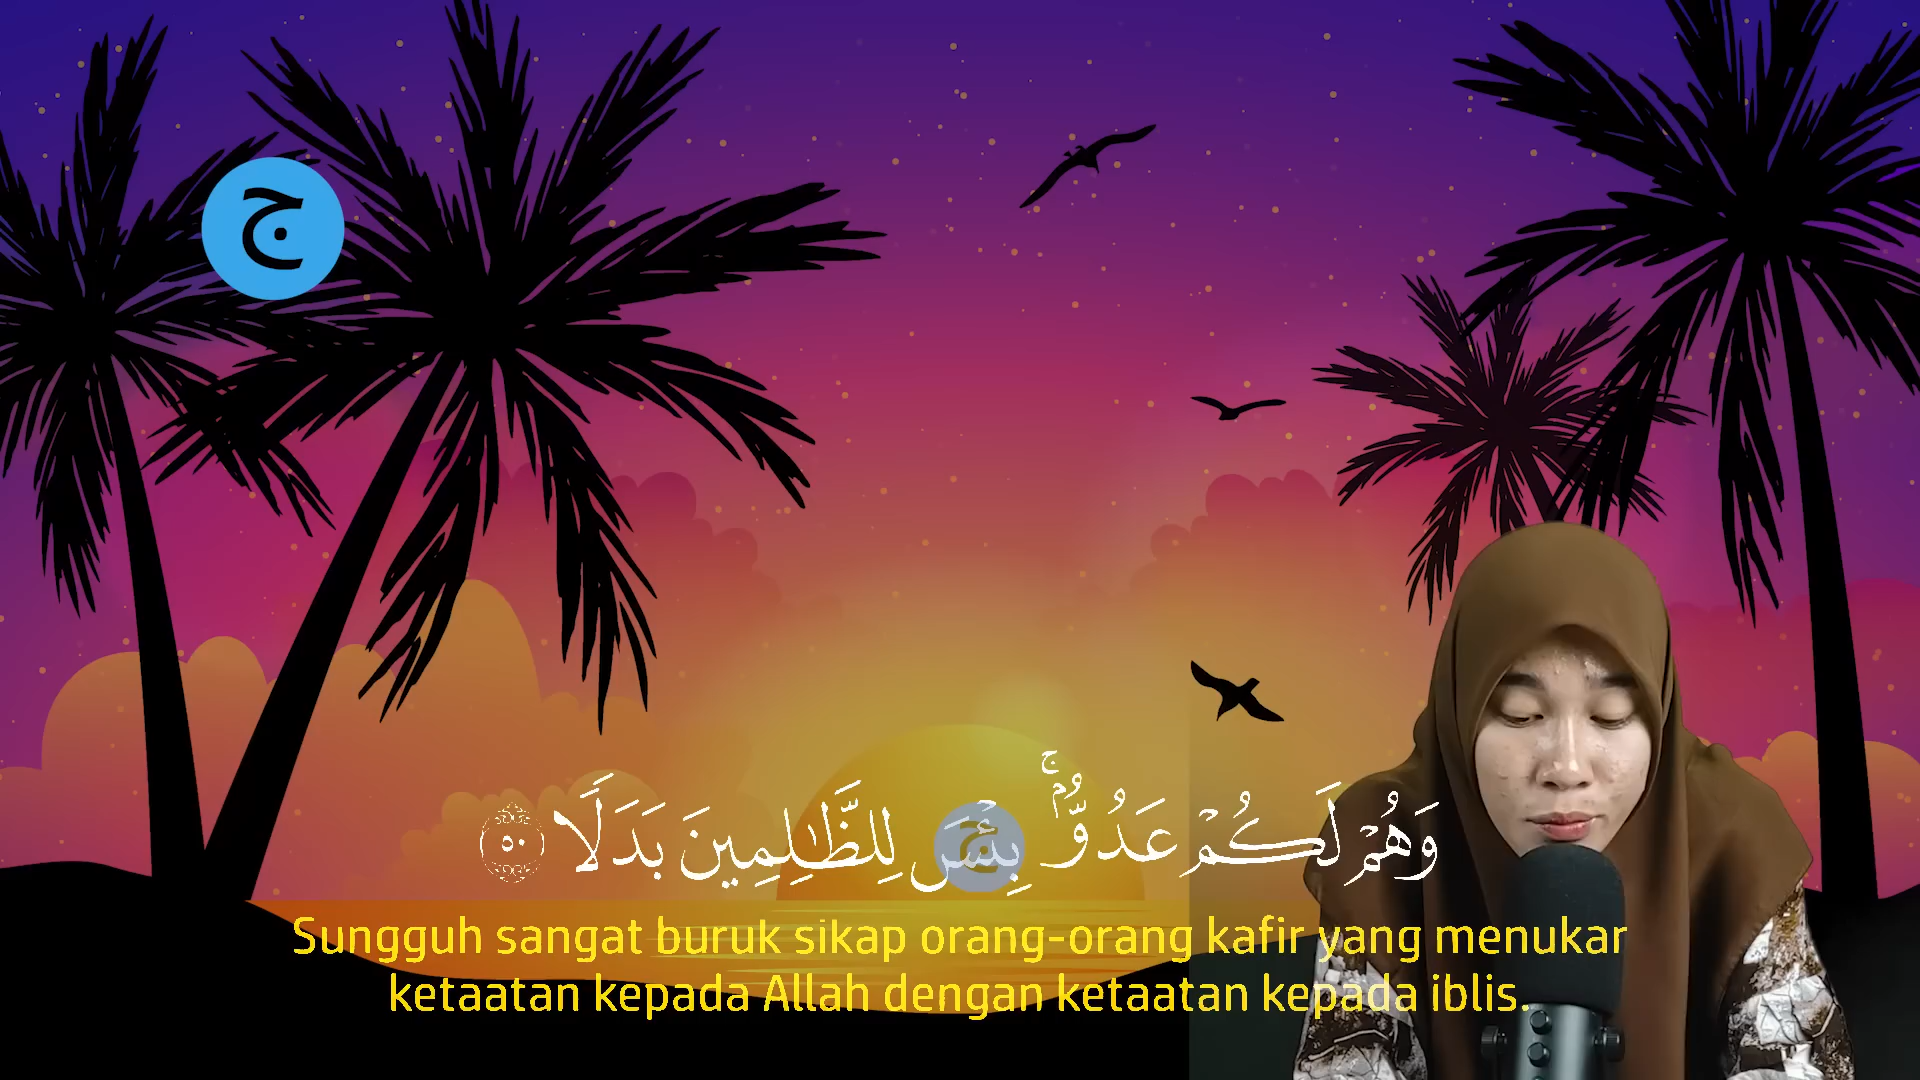 ج
وَهُمْ لَكُمْ عَدُوٌّۢ ۚ بِئْسَ لِلظَّٰلِمِينَ بَدَلًا ٥٠
ج
Sungguh sangat buruk sikap orang-orang kafir yang menukar
ketaatan kepada Allah dengan ketaatan kepada iblis.